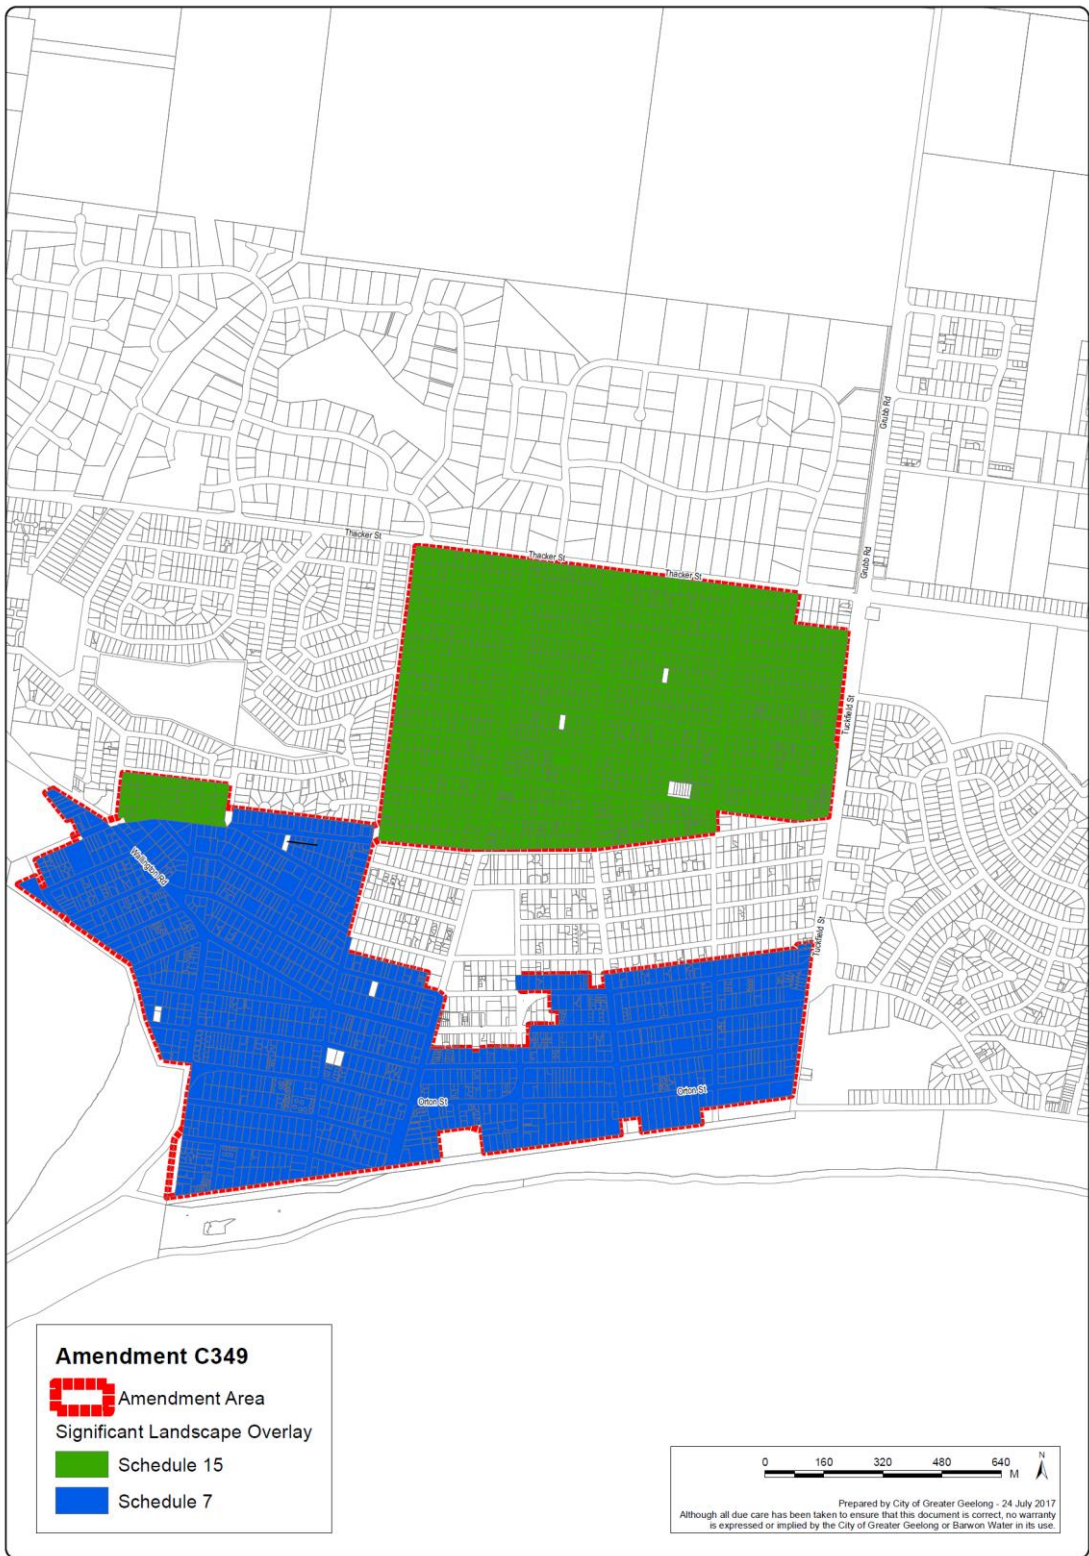 Grubb Rd
Thacker St
Thacker St
Thacker St
Grubb Rd
Tuckfield St
Wallington Rd
Tuckfield St
Orton St
Orton St
Amendment C349
Amendment Area
Significant Landscape Overlay
Schedule 15
Schedule 7
0 160 320 480 640
M
N
Prepared by City of Greater Geelong - 24 July 2017
Although all due care has been taken to ensure that this document is correct, no warranty
is expressed or implied by the City of Greater Geelong or Barwon Water in its use.